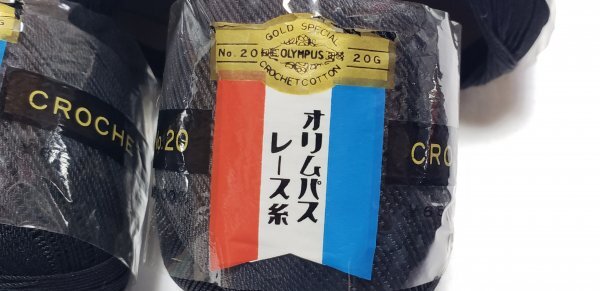 GOLD SPECIAL
No. 20 OLYMPUS 20G
CROCHET COTTON
オリムパス
レース糸
CROCHE
No. 20
CRO